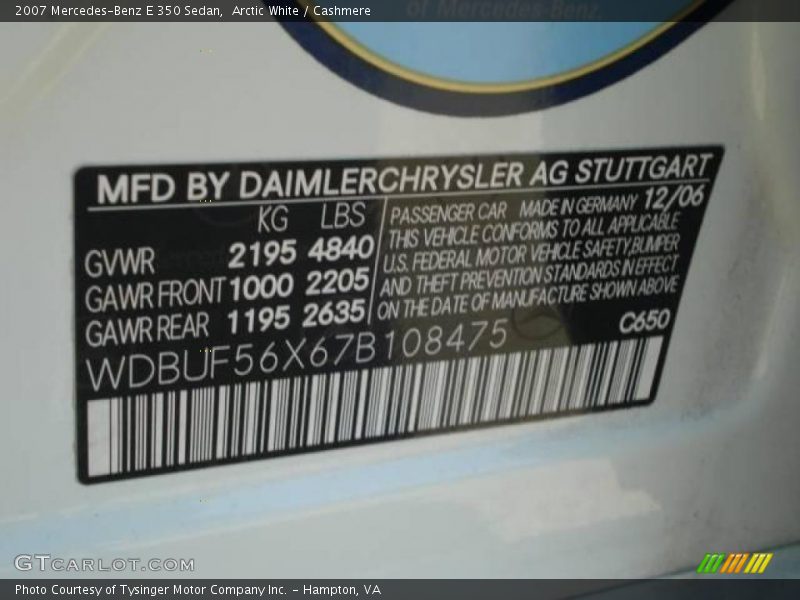 2007 Mercedes-Benz E 350 Sedan,  Arctic White / Cashmere
of Mercedes-Benz.
MFD BY DAIMLERCHRYSLER AG STUTTGART
KG LBS
GVWR 2195 4840
GAWR FRONT 1000 2205
GAWR REAR 1195 2635
PASSENGER CAR MADE IN GERMANY 12/06
THIS VEHICLE CONFORMS TO ALL APPLICABLE
U.S. FEDERAL MOTOR VEHICLE SAFETY BUMPER
AND THEFT PREVENTION STANDARDS IN EFFECT
ON THE DATE OF MANUFACTURE SHOWN ABOVE
WDBUF56X67B108475
C650
GTCARLOT.COM
Photo Courtesy of Tysinger Motor Company Inc. - Hampton, VA